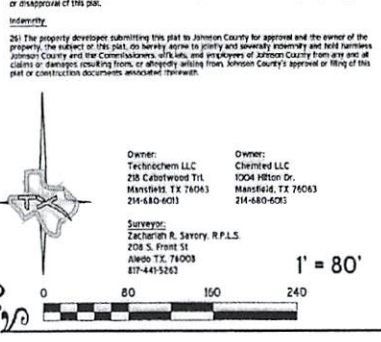 or disapproval of this plat.
Indemnity
26) The property developer submitting this plat to Johnson County for approval and the owner of the
property, the subject of this plat, do hereby agree to jointly and severally indemnify and hold harmless
Johnson County and the Commissioners, officials, and employees of Johnson County from any and all
claims or damages resulting from, or allegedly arising from, Johnson County's approval or filing of this
plat or construction documents associated therewith.
Owner:
Technochem LLC
218 Cabotwood Trl.
Mansfield, TX 76063
214-680-6013
Owner:
Chemted LLC
1004 Hilton Dr.
Mansfield, TX 76063
214-680-6013
TX
Surveyor:
Zachariah R. Savory, R.P.L.S.
208 S. Front St
Aledo TX, 76008
817-441-5263
1' = 80'
0 80 160 240